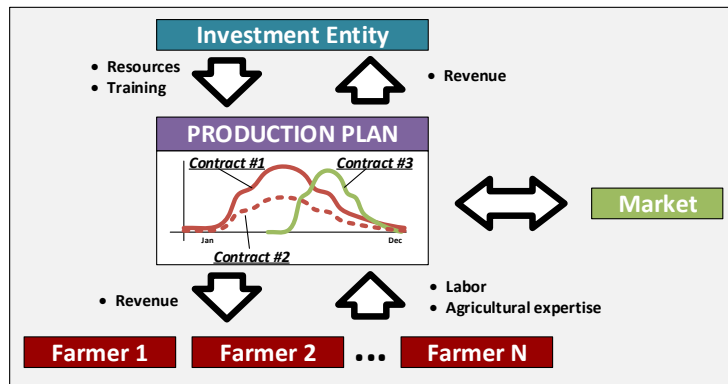 Investment Entity
• Resources
• Training
• Revenue
PRODUCTION PLAN
Contract #1
Contract #3
Jan
Dec
Contract #2
Market
• Revenue
• Labor
• Agricultural expertise
Farmer 1
Farmer 2
...
Farmer N